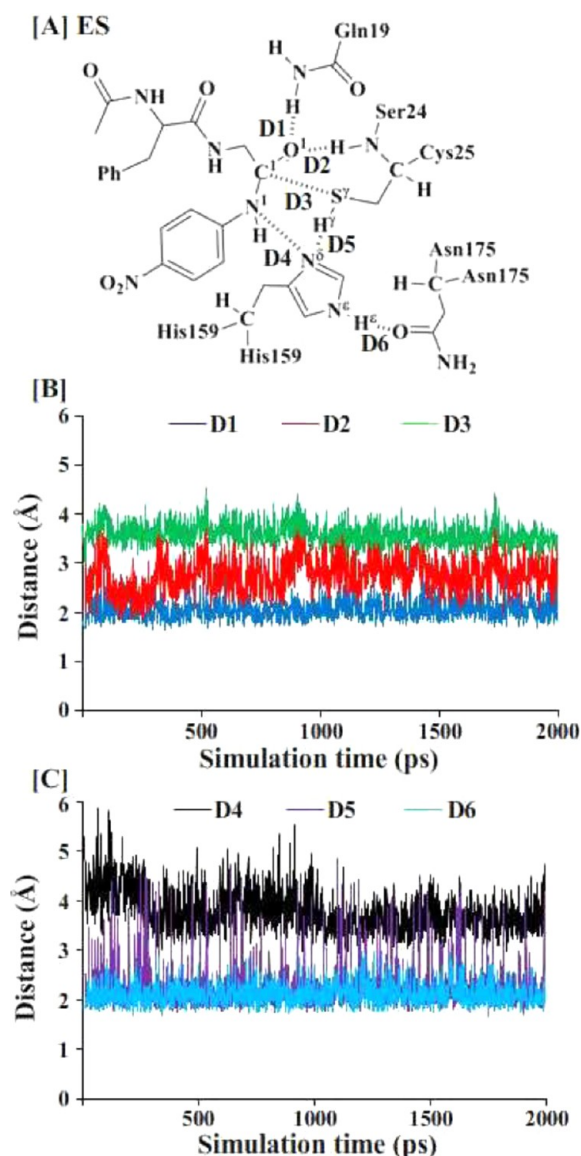 [A] ES
Gln19
H
N
O
H
O
NH
O
Ser24
D1
N
H
O¹
H
N
D2
Cys25
Ph
C¹
C
D3
Sᵞ
H
N¹
Hᵞ
H
D5
D4
Nδ
Asn175
O₂N
H
C
Asn175
H
Nᵋ
Hᵋ
O
His159
C
D6
His159
NH₂
[B]
6
D1 D2 D3
5
4
3
2
1
0
Distance (Å)
500 1000 1500 2000
Simulation time (ps)
[C]
6
D4 D5 D6
5
4
3
2
1
0
Distance (Å)
500 1000 1500 2000
Simulation time (ps)